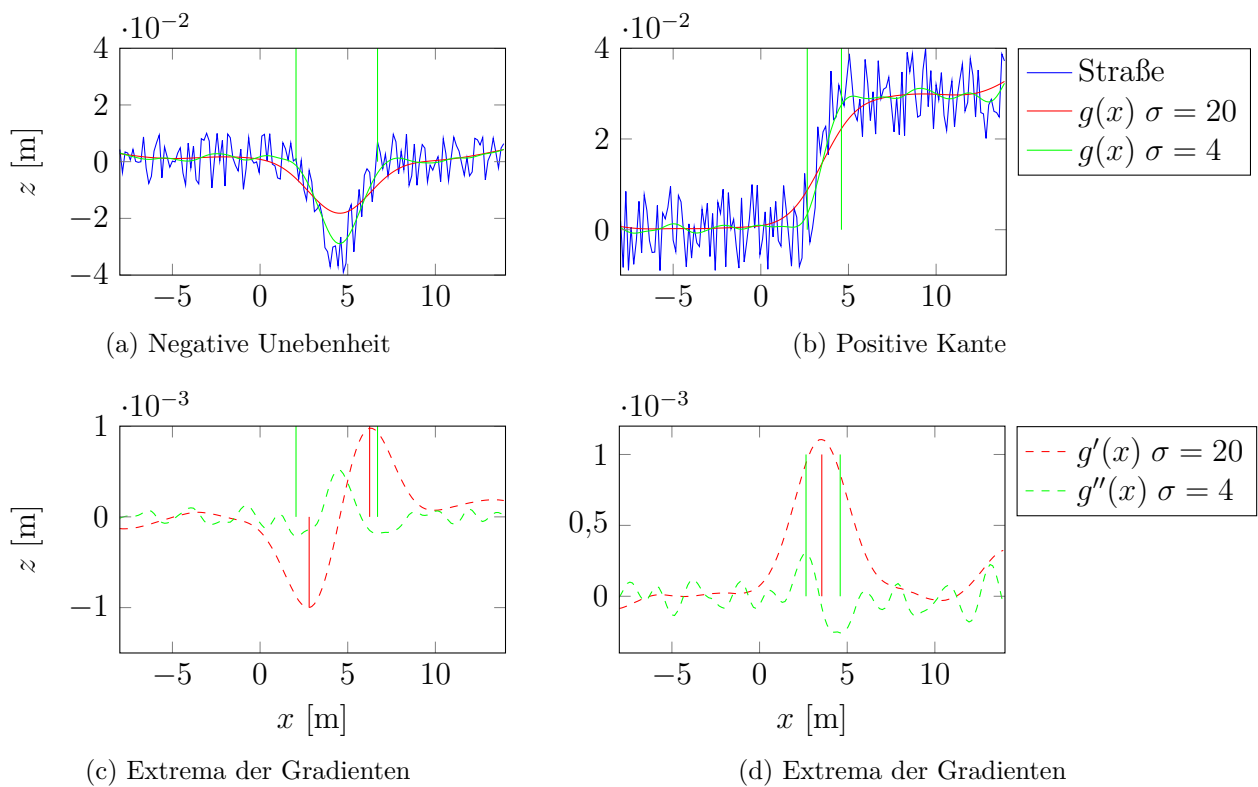 ·10⁻²
4
2
0
−2
−4
z [m]
−5 0 5 10
(a) Negative Unebenheit
·10⁻²
4
2
0
−5 0 5 10
(b) Positive Kante
Straße
g(x) σ = 20
g(x) σ = 4
·10⁻³
1
0
−1
z [m]
−5 0 5 10
x [m]
(c) Extrema der Gradienten
·10⁻³
1
0,5
0
−5 0 5 10
x [m]
(d) Extrema der Gradienten
g′(x) σ = 20
g′′(x) σ = 4